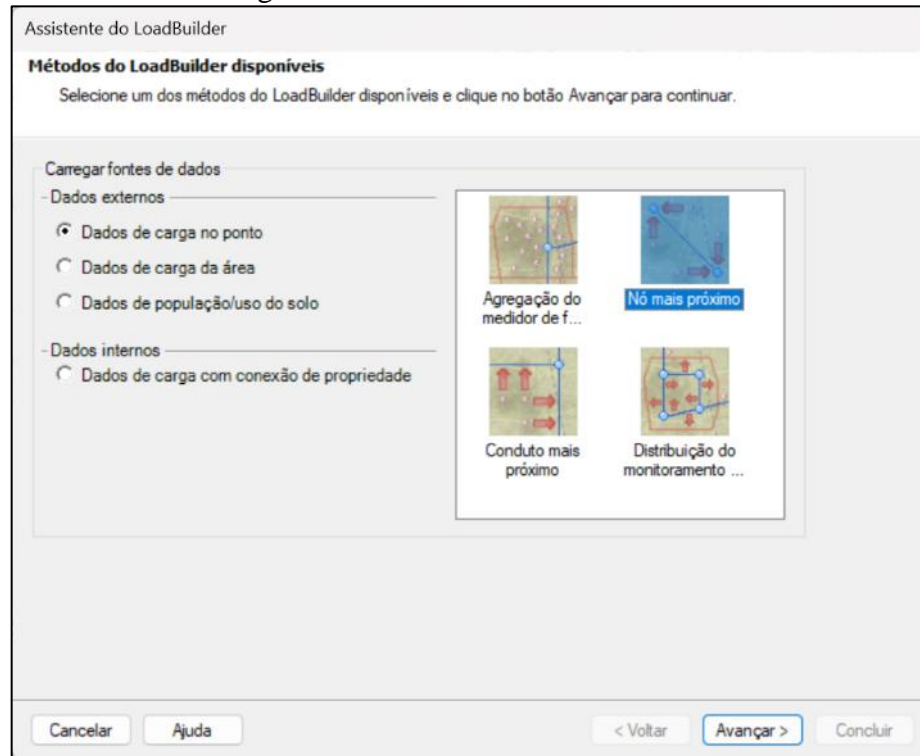 Assistente do LoadBuilder
Métodos do LoadBuilder disponíveis
Selecione um dos métodos do LoadBuilder disponíveis e clique no botão Avançar para continuar.
Carregar fontes de dados
Dados externos
Dados de carga no ponto
Dados de carga da área
Dados de população/uso do solo
Dados internos
Dados de carga com conexão de propriedade
Agregação do
medidor de f...
Nó mais próximo
Conduto mais
próximo
Distribuição do
monitoramento ...
Cancelar
Ajuda
< Voltar
Avançar >
Concluir